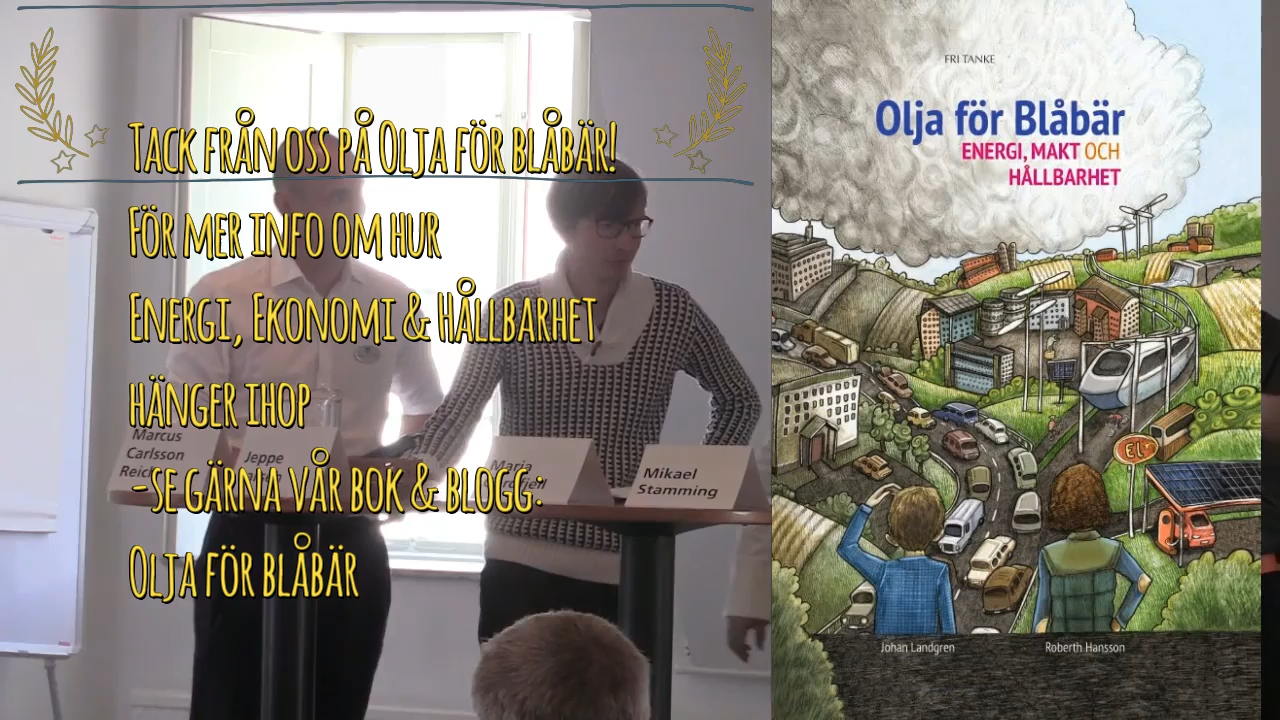 Tack från oss på Olja för blåbär!
För mer info om hur
Energi, Ekonomi & Hållbarhet
hänger ihop
-se gärna vår bok & blogg:
Olja för blåbär
Marcus
Carlsson
Jeppe
Maria
Mikael
Stamming
FRI TANKE
Olja för Blåbär
ENERGI, MAKT OCH
HÅLLBARHET
EL
Johan Landgren
Roberth Hansson